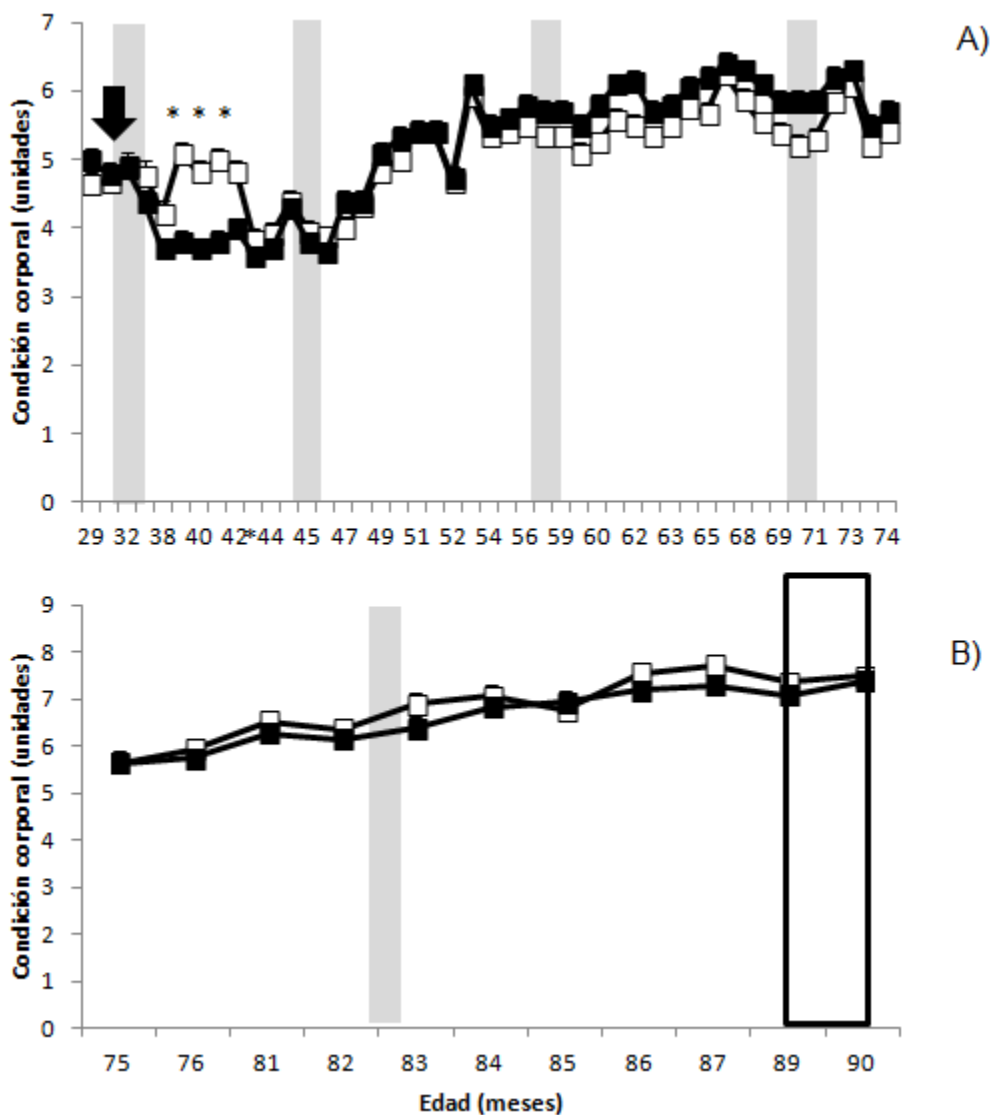 A)
Condición corporal (unidades)
7
6
5
4
3
2
1
0
* * *
29 32 38 40 42*44 45 47 49 51 52 54 56 59 60 62 63 65 68 69 71 73 74
B)
Condición corporal (unidades)
9
8
7
6
5
4
3
2
1
0
75 76 81 82 83 84 85 86 87 89 90
Edad (meses)